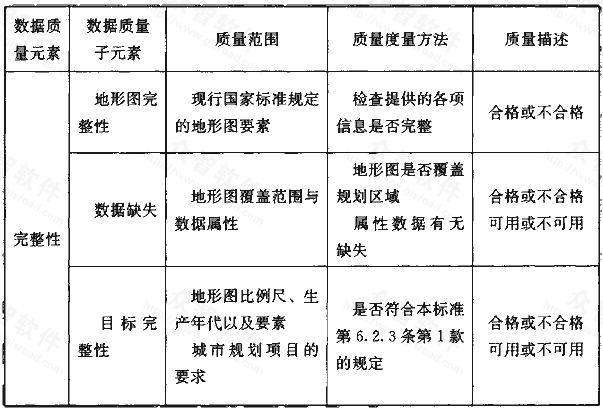 数据质量元素
数据质量子元素
质量范围
质量度量方法
质量描述
完整性
地形图完整性
现行国家标准规定的地形图要素
检查提供的各项信息是否完整
合格或不合格
数据缺失
地形图覆盖范围与数据属性
地形图是否覆盖规划区域
属性数据有无缺失
合格或不合格
可用或不可用
目标完整性
地形图比例尺、生产年代以及要素
城市规划项目的要求
是否符合本标准第6.2.3条第1款的规定
合格或不合格
可用或不可用